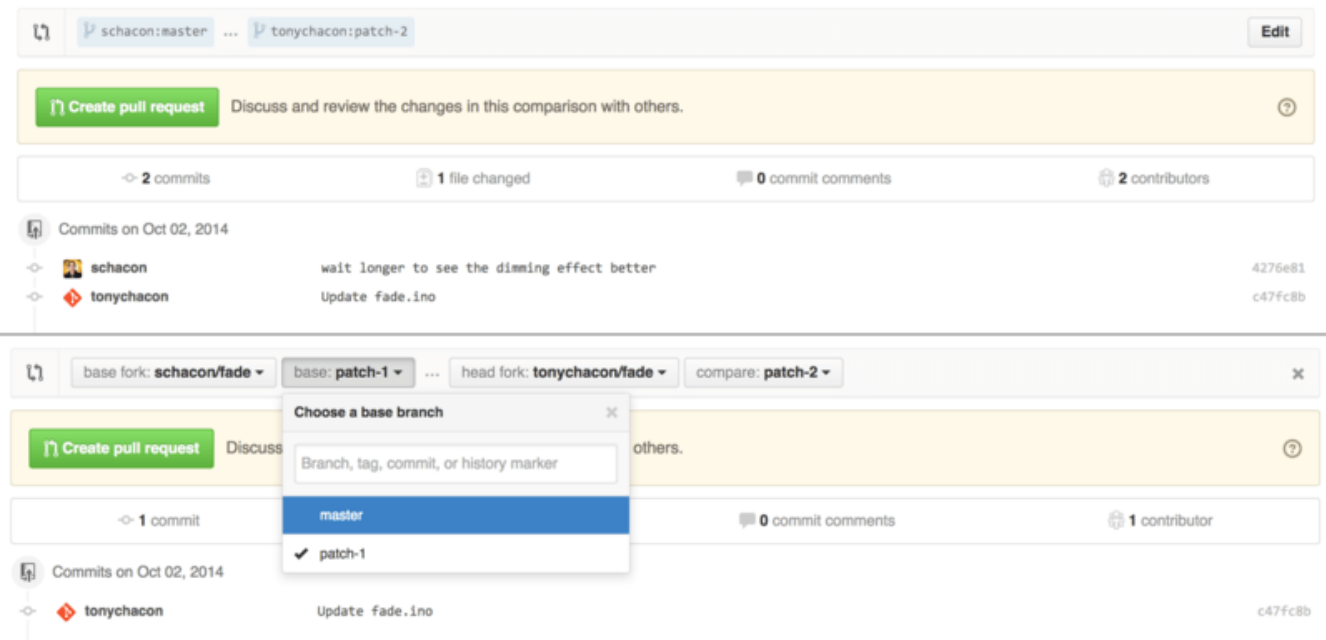 schacon:master ... tonychacon:patch-2 Edit
Create pull request Discuss and review the changes in this comparison with others.
2 commits 1 file changed 0 commit comments 2 contributors
Commits on Oct 02, 2014
schacon wait longer to see the dimming effect better 4276e81
tonychacon Update fade.ino c47fc8b
base fork: schacon/fade base: patch-1 ... head fork: tonychacon/fade compare: patch-2
Choose a base branch
Create pull request Discuss others.
Branch, tag, commit, or history marker
master
1 commit 0 commit comments 1 contributor
patch-1
Commits on Oct 02, 2014
tonychacon Update fade.ino c47fc8b